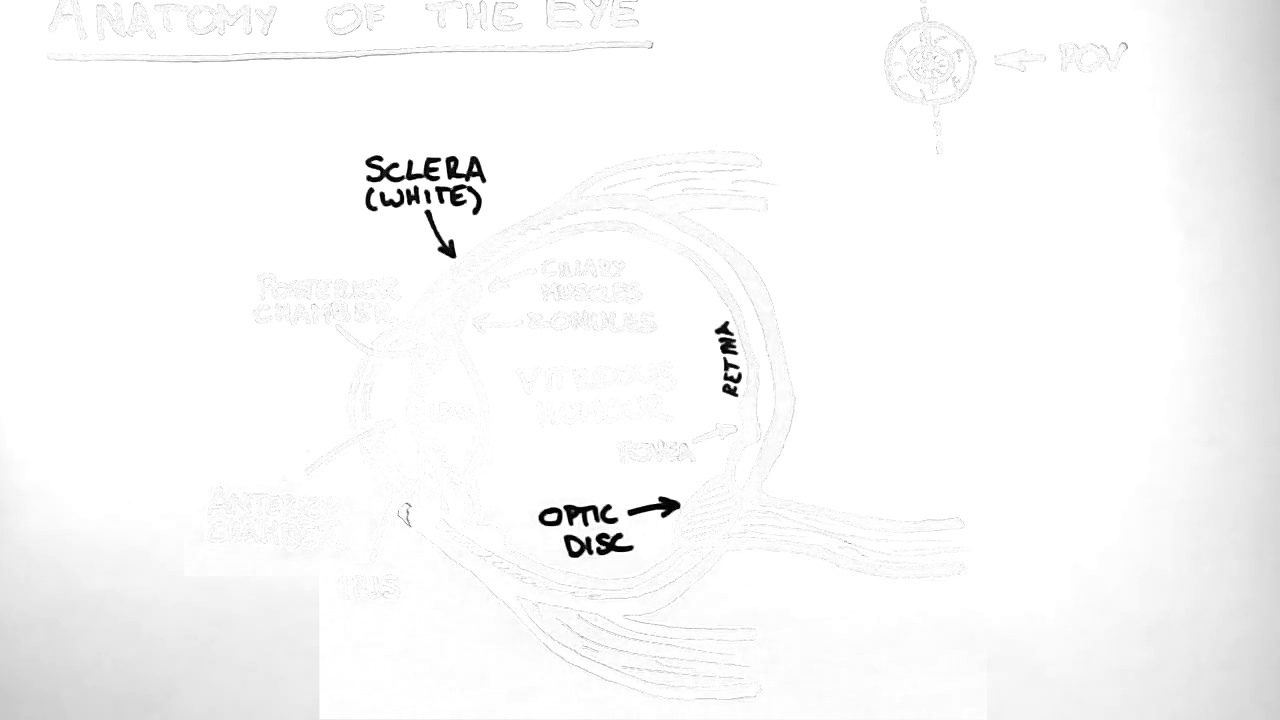 ANATOMY OF THE EYE
POV
SCLERA
(WHITE)
POSTERIOR
CHAMBER
CILIARY
MUSCLES
ZONULES
RETINA
VITREOUS
HUMOUR
LENS
FOVEA
ANTERIOR
CHAMBER
OPTIC
DISC
IRIS